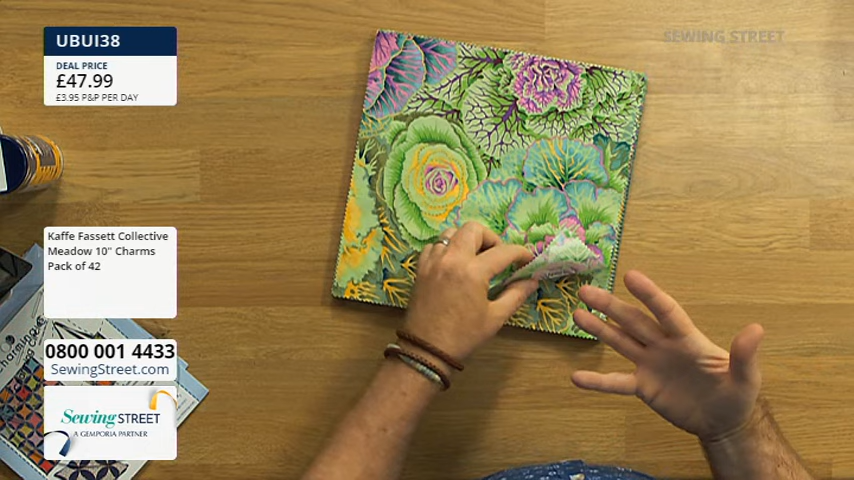 UBUI38
DEAL PRICE
£47.99
£3.95 P&P PER DAY
SEWING STREET
Kaffe Fassett Collective
Meadow 10" Charms
Pack of 42
0800 001 4433
SewingStreet.com
Sewing STREET
A GEMPORIA PARTNER